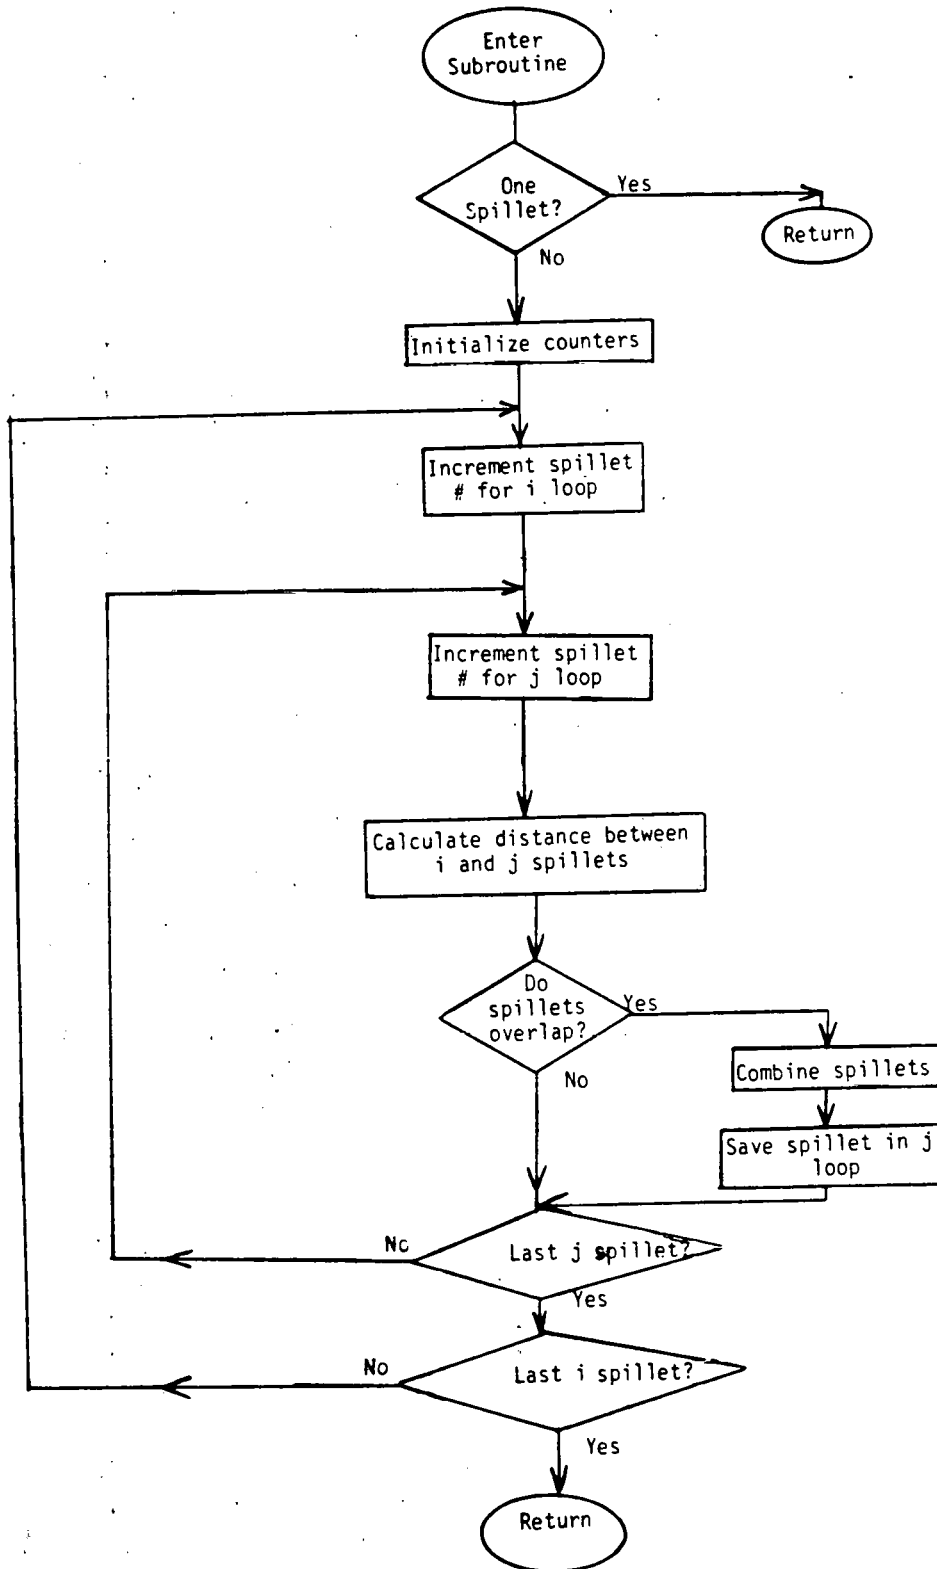 Enter
Subroutine
One
Spillet?
Yes
Return
No
Initialize counters
Increment spillet
# for i loop
Increment spillet
# for j loop
Calculate distance between
i and j spillets
Do
spillets
overlap?
Yes
No
Combine spillets
Save spillet in j
loop
Last j spillet?
No
Yes
Last i spillet?
No
Yes
Return